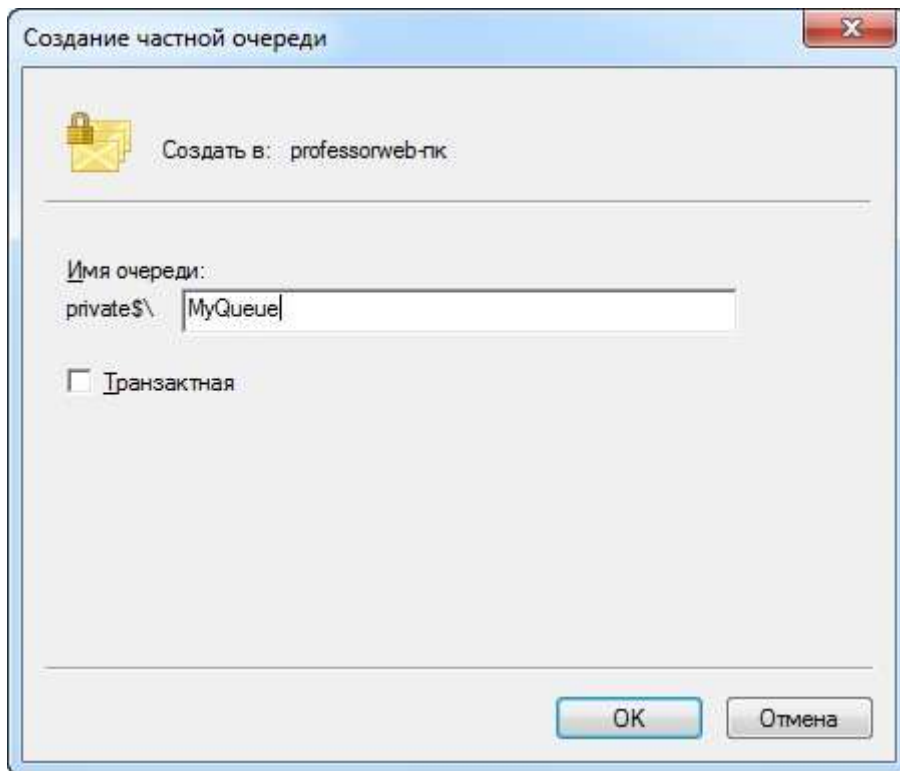 Создание частной очереди
Создать в: professorweb-пк
Имя очереди:
private$\ MyQueue
Транзактная
OK Отмена